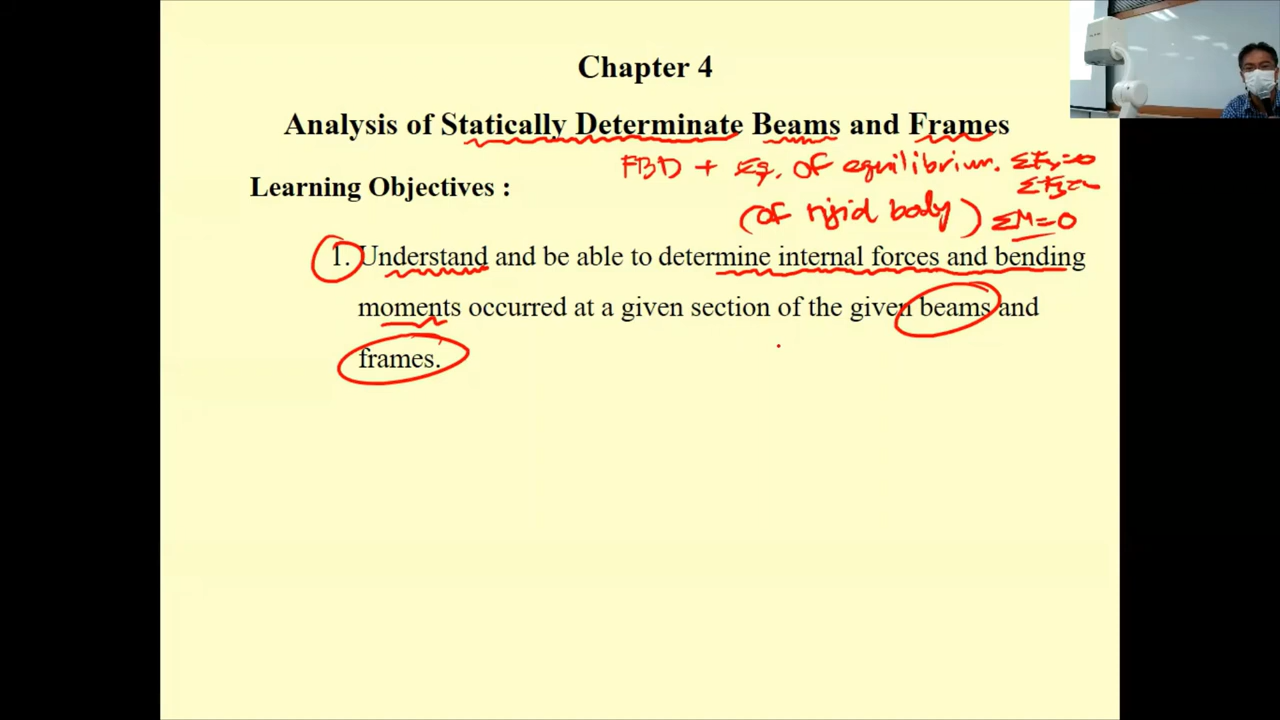 Chapter 4
Analysis of Statically Determinate Beams and Frames
FBD + Eq. of equilibrium. ΣFx=0
Learning Objectives :
(of rigid body) ΣM=0
1. Understand and be able to determine internal forces and bending
moments occurred at a given section of the given beams and
frames.